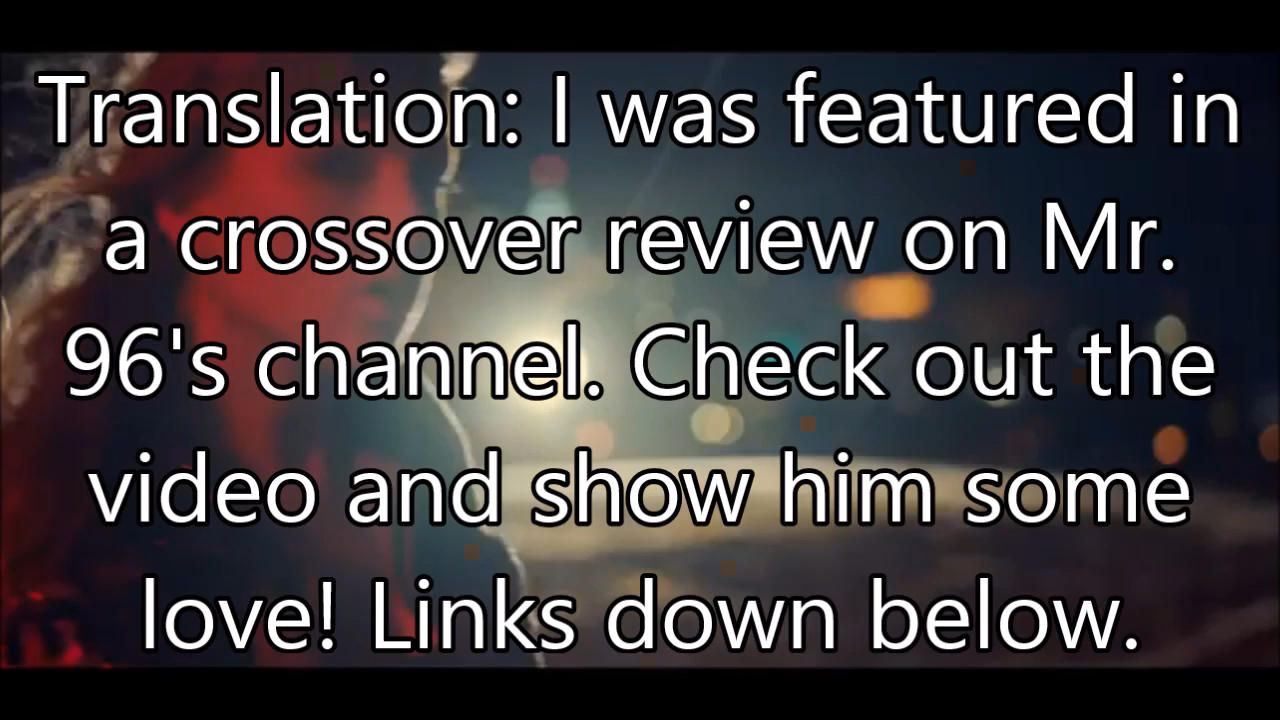 Translation: I was featured in
a crossover review on Mr.
96's channel. Check out the
video and show him some
love! Links down below.